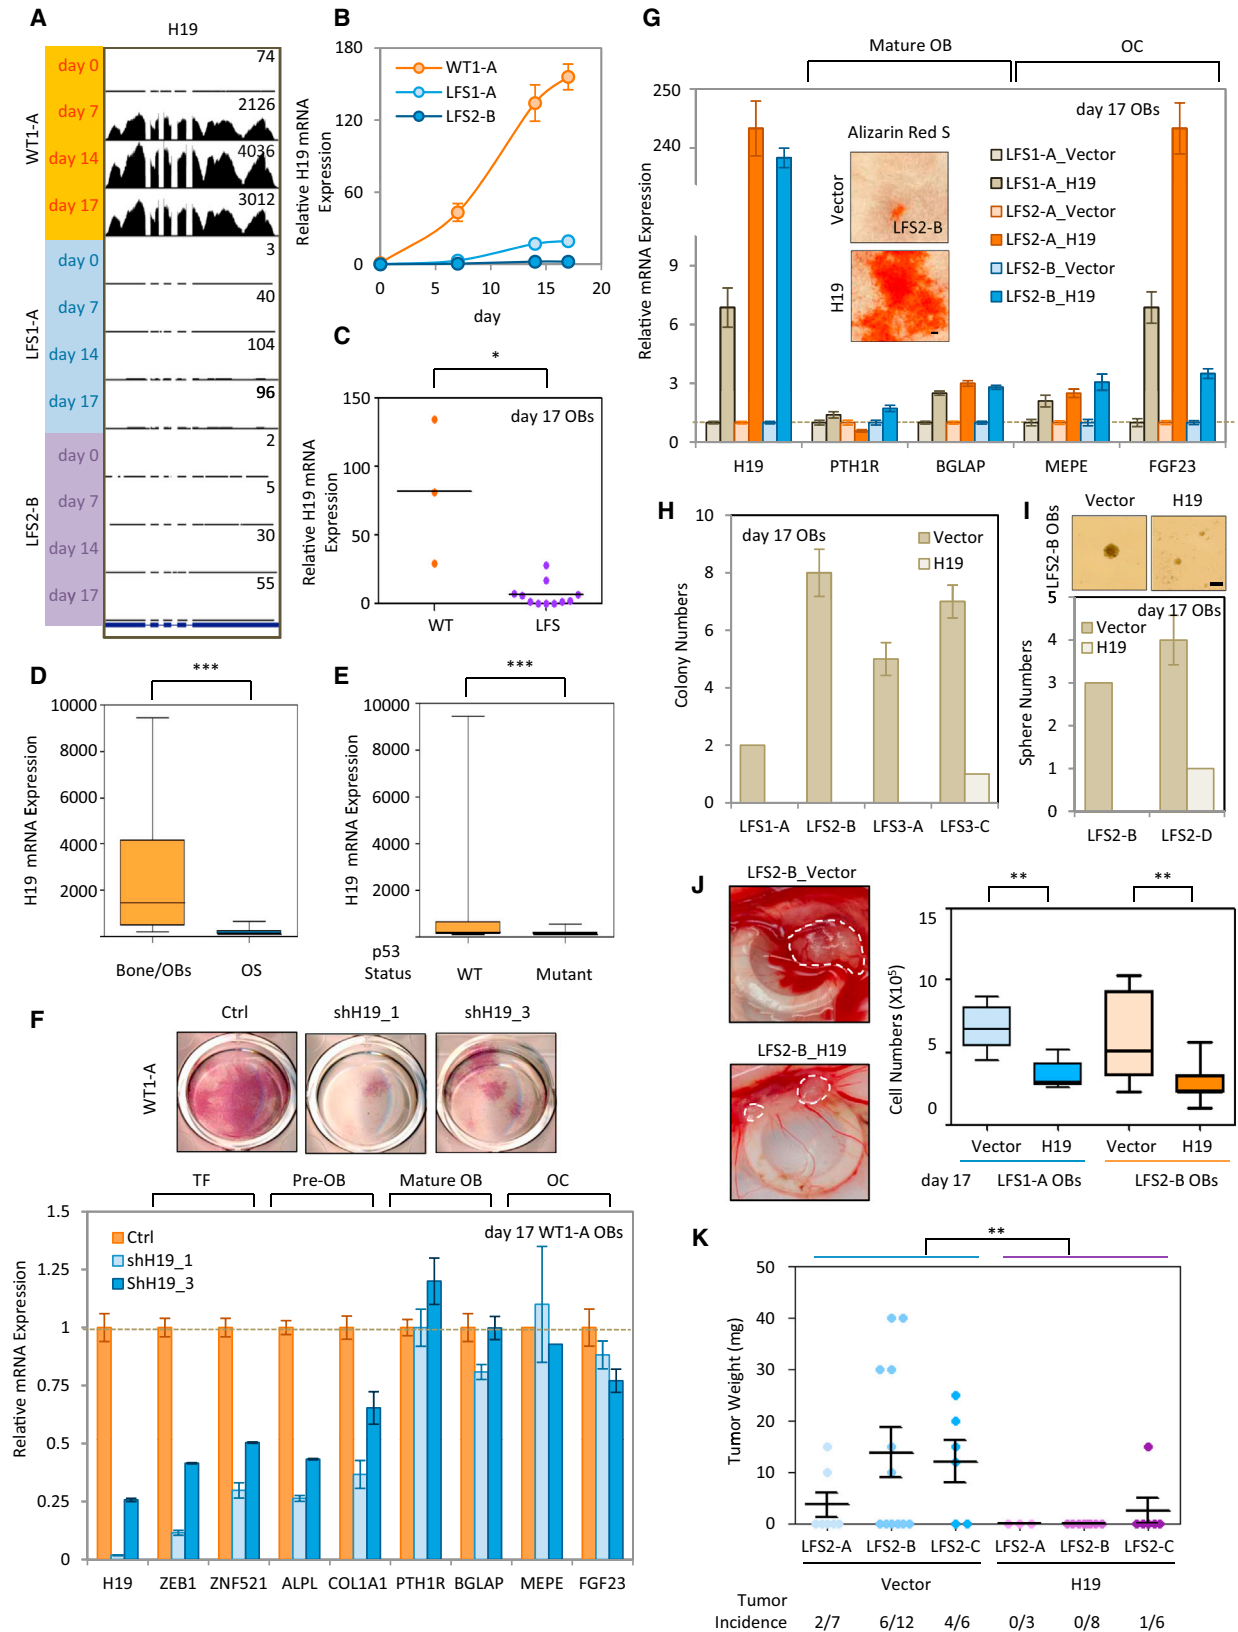 A
H19
WT1-A
day 0
74
day 7
2126
day 14
4036
day 17
3012
LFS1-A
day 0
3
day 7
40
day 14
104
day 17
96
LFS2-B
day 0
2
day 7
5
day 14
30
day 17
55
B
Relative H19 mRNA
Expression
180
120
60
0
WT1-A
LFS1-A
LFS2-B
0 5 10 15 20
day
C
*
Relative H19 mRNA
Expression
150
100
50
0
day 17 OBs
WT LFS
D
***
H19 mRNA Expression
10000
8000
6000
4000
2000
Bone/OBs OS
E
***
H19 mRNA Expression
10000
8000
6000
4000
2000
p53
Status
WT Mutant
F
Ctrl shH19_1 shH19_3
WT1-A
TF Pre-OB Mature OB OC
Relative mRNA Expression
1.5
1.25
1
0.75
0.5
0.25
0
day 17 WT1-A OBs
Ctrl
shH19_1
ShH19_3
H19 ZEB1 ZNF521 ALPL COL1A1 PTH1R BGLAP MEPE FGF23
G
Mature OB OC
Relative mRNA Expression
250
240
9
6
3
0
day 17 OBs
Alizarin Red S
Vector
LFS2-B
H19
LFS1-A_Vector
LFS1-A_H19
LFS2-A_Vector
LFS2-A_H19
LFS2-B_Vector
LFS2-B_H19
H19 PTH1R BGLAP MEPE FGF23
H
Colony Numbers
10
8
6
4
2
0
day 17 OBs
Vector
H19
LFS1-A LFS2-B LFS3-A LFS3-C
I
Vector H19
LFS2-B OBs
Sphere Numbers
5
4
3
2
1
0
day 17 OBs
Vector
H19
LFS2-B LFS2-D
J
LFS2-B_Vector
LFS2-B_H19
** **
Cell Numbers (X10⁵)
15
10
5
0
Vector H19 Vector H19
day 17 LFS1-A OBs LFS2-B OBs
K
**
Tumor Weight (mg)
50
40
30
20
10
0
LFS2-A LFS2-B LFS2-C LFS2-A LFS2-B LFS2-C
Vector H19
Tumor
Incidence 2/7 6/12 4/6 0/3 0/8 1/6